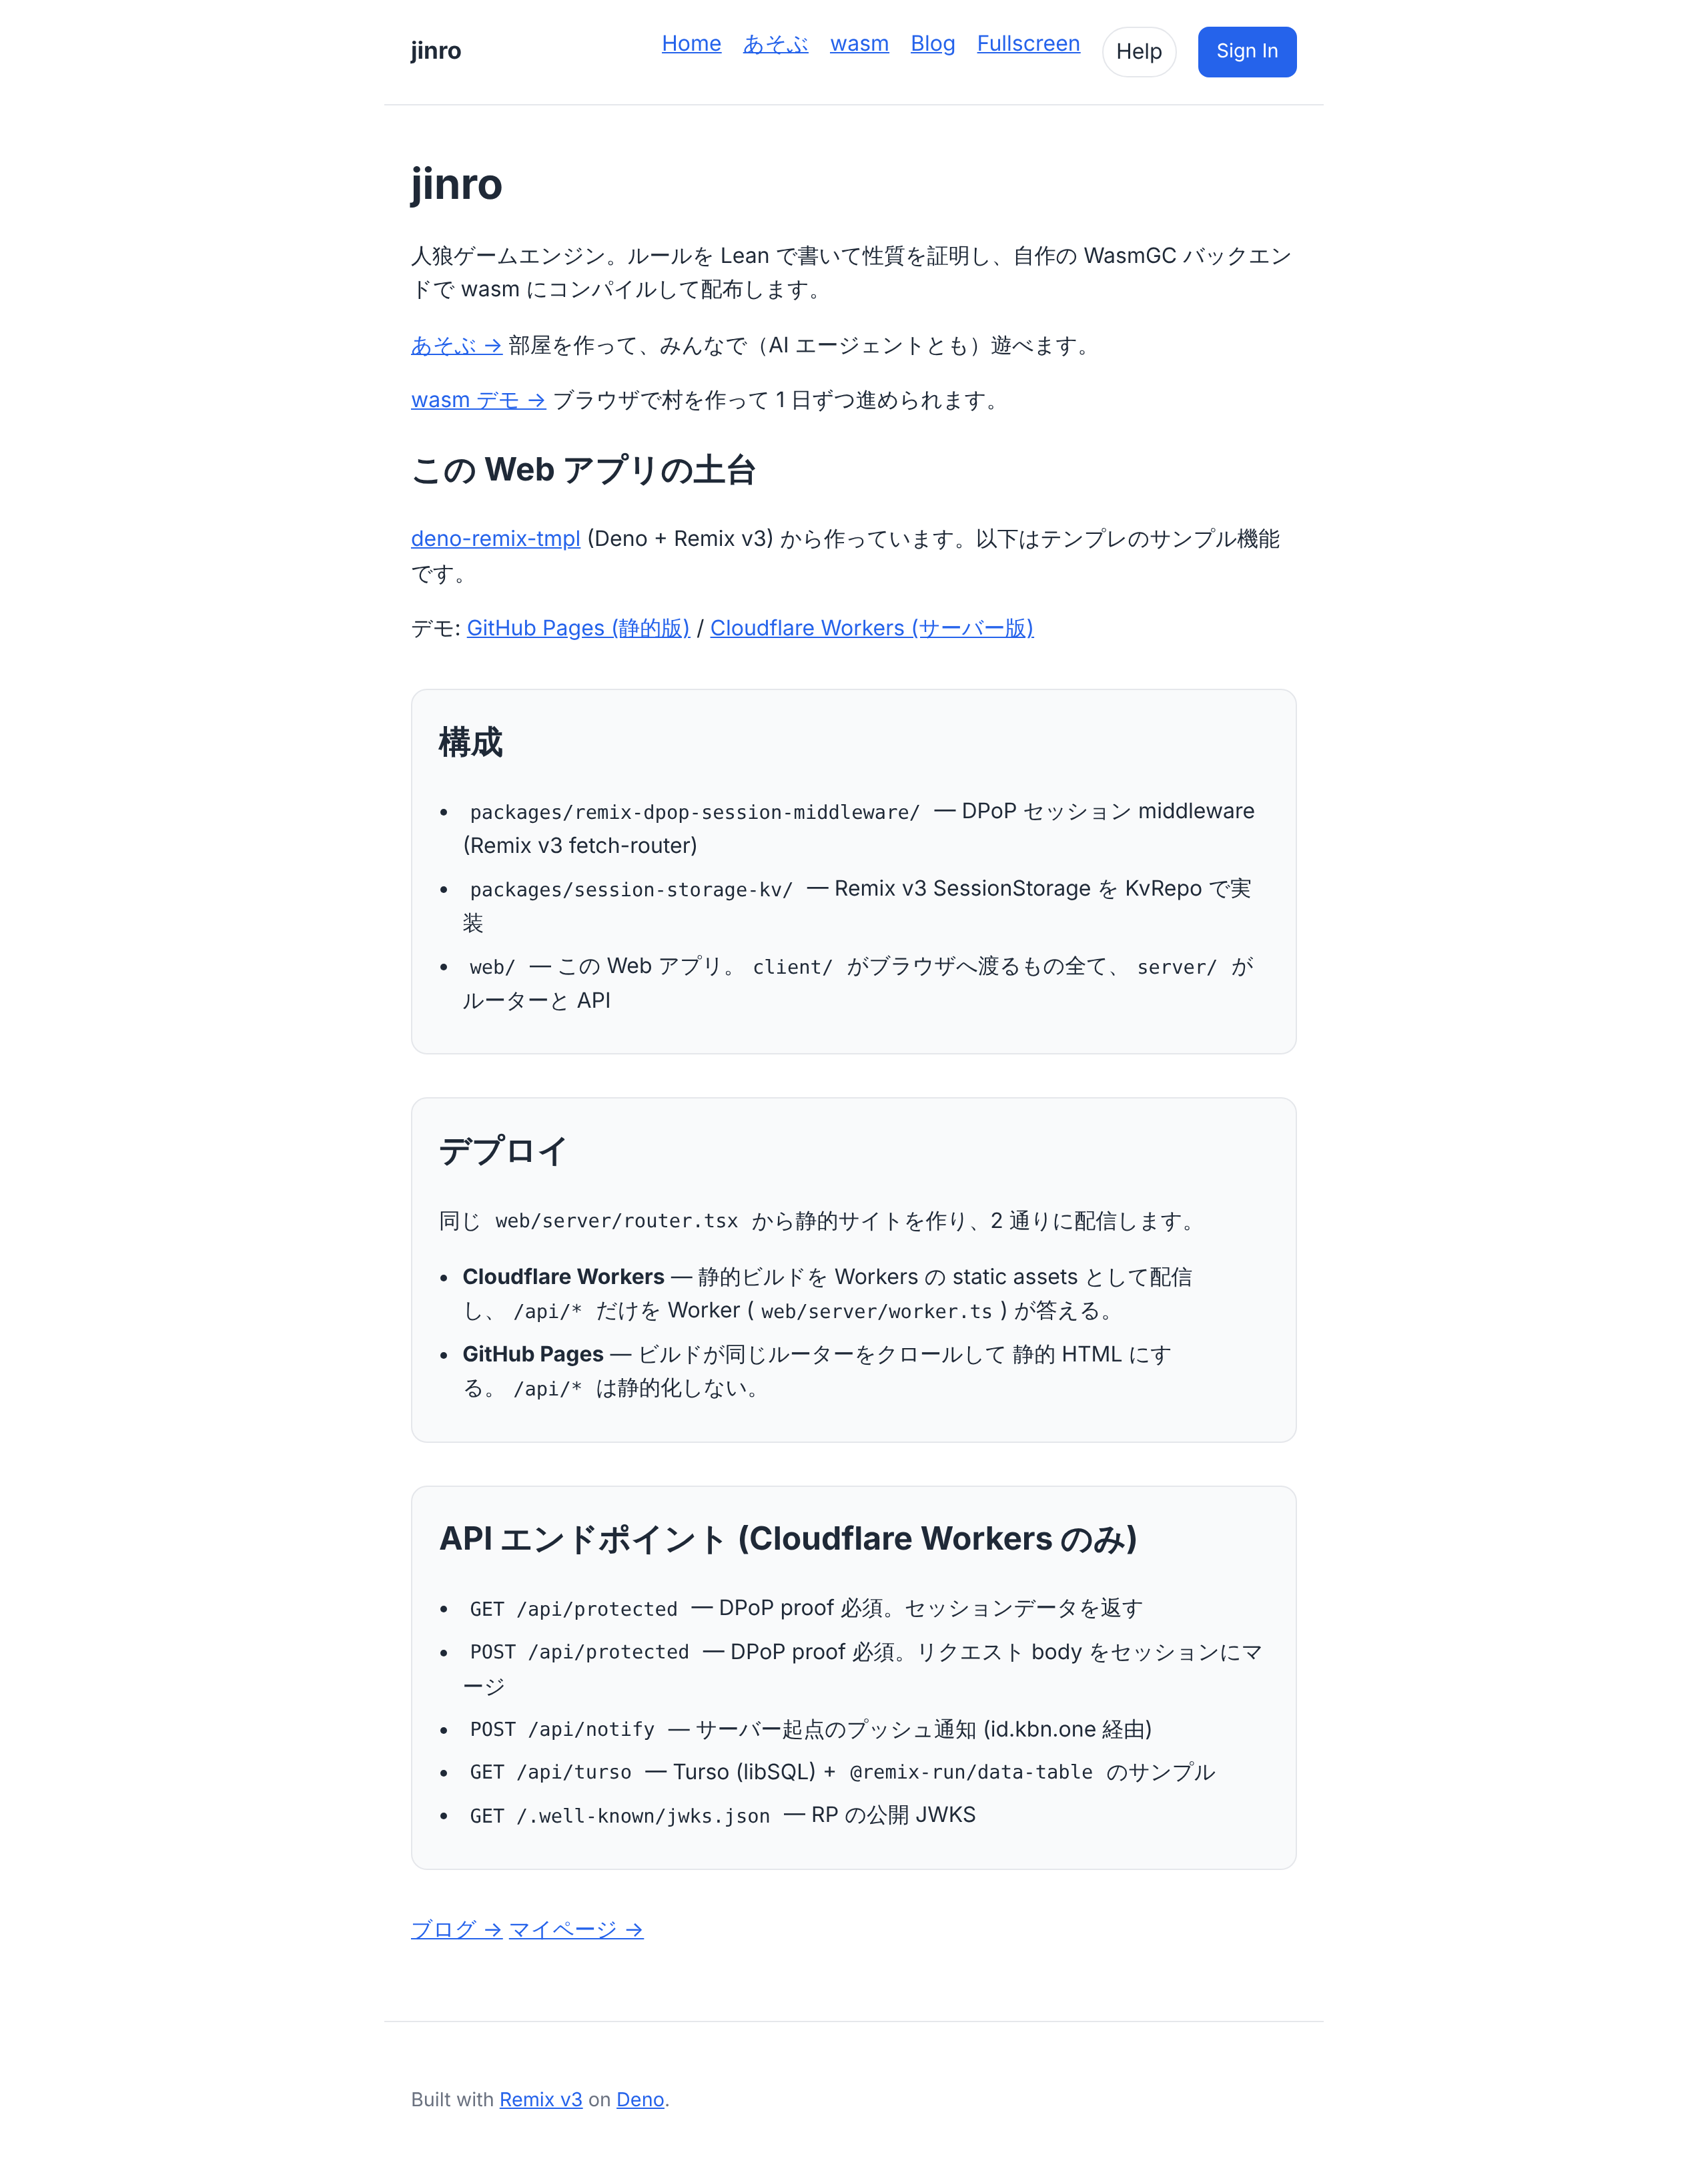 jinro
Home あそぶ wasm Blog Fullscreen Help Sign In
jinro
人狼ゲームエンジン。ルールを Lean で書いて性質を証明し、自作の WasmGC バックエン
ドで wasm にコンパイルして配布します。
あそぶ → 部屋を作って、みんなで（AI エージェントとも）遊べます。
wasm デモ → ブラウザで村を作って 1 日ずつ進められます。
この Web アプリの土台
deno-remix-tmpl (Deno + Remix v3) から作っています。以下はテンプレのサンプル機能
です。
デモ: GitHub Pages (静的版) / Cloudflare Workers (サーバー版)
構成
• packages/remix-dpop-session-middleware/ — DPoP セッション middleware
(Remix v3 fetch-router)
• packages/session-storage-kv/ — Remix v3 SessionStorage を KvRepo で実
装
• web/ — この Web アプリ。 client/ がブラウザへ渡るもの全て、 server/ が
ルーターと API
デプロイ
同じ web/server/router.tsx から静的サイトを作り、2 通りに配信します。
• Cloudflare Workers — 静的ビルドを Workers の static assets として配信
し、 /api/* だけを Worker ( web/server/worker.ts ) が答える。
• GitHub Pages — ビルドが同じルーターをクロールして 静的 HTML にす
る。 /api/* は静的化しない。
API エンドポイント (Cloudflare Workers のみ)
• GET /api/protected — DPoP proof 必須。セッションデータを返す
• POST /api/protected — DPoP proof 必須。リクエスト body をセッションにマ
ージ
• POST /api/notify — サーバー起点のプッシュ通知 (id.kbn.one 経由)
• GET /api/turso — Turso (libSQL) + @remix-run/data-table のサンプル
• GET /.well-known/jwks.json — RP の公開 JWKS
ブログ → マイページ →
Built with Remix v3 on Deno.